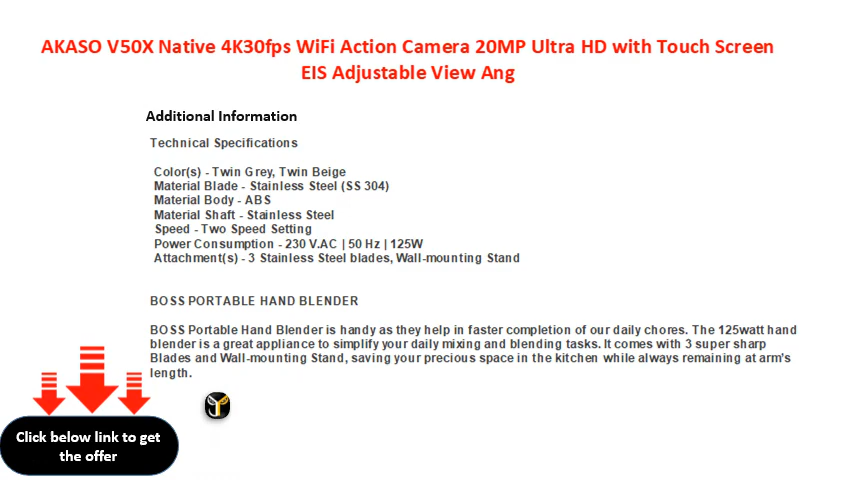 AKASO V50X Native 4K30fps WiFi Action Camera 20MP Ultra HD with Touch Screen
EIS Adjustable View Ang
Additional Information
Technical Specifications
Color(s) - Twin Grey, Twin Beige
Material Blade - Stainless Steel (SS 304)
Material Body - ABS
Material Shaft - Stainless Steel
Speed - Two Speed Setting
Power Consumption - 230 V.AC | 50 Hz | 125W
Attachment(s) - 3 Stainless Steel blades, Wall-mounting Stand
BOSS PORTABLE HAND BLENDER
BOSS Portable Hand Blender is handy as they help in faster completion of our daily chores. The 125watt hand
blender is a great appliance to simplify your daily mixing and blending tasks. It comes with 3 super sharp
Blades and Wall-mounting Stand, saving your precious space in the kitchen while always remaining at arm's
length.
Click below link to get
the offer